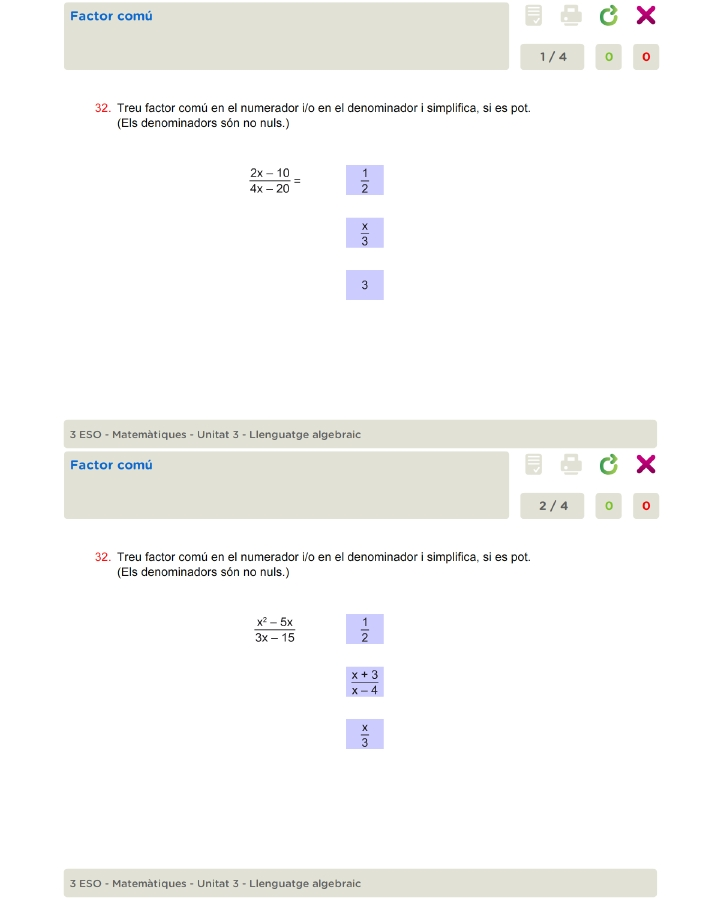 Factor comú
1 / 4
0
0
32. Treu factor comú en el numerador i/o en el denominador i simplifica, si es pot.
(Els denominadors són no nuls.)
2x – 10
4x – 20
=
1
2
x
3
3
3 ESO - Matemàtiques - Unitat 3 - Llenguatge algebraic
Factor comú
2 / 4
0
0
32. Treu factor comú en el numerador i/o en el denominador i simplifica, si es pot.
(Els denominadors són no nuls.)
x² – 5x
3x – 15
1
2
x + 3
x – 4
x
3
3 ESO - Matemàtiques - Unitat 3 - Llenguatge algebraic